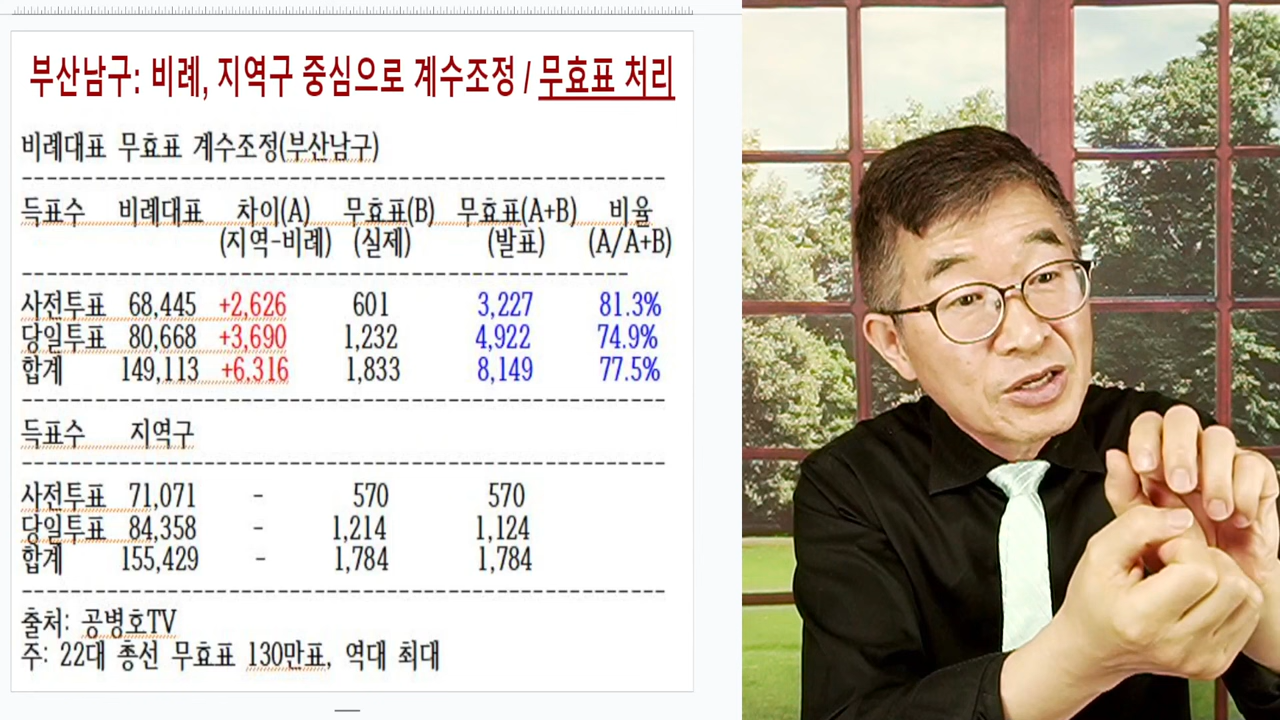 부산남구: 비례, 지역구 중심으로 계수조정 / 무효표 처리
비례대표 무효표 계수조정(부산남구)
득표수 비례대표 차이(A) 무효표(B) 무효표(A+B) 비율
(지역-비례) (실제) (발표) (A/A+B)
사전투표 68,445 +2,626 601 3,227 81.3%
당일투표 80,668 +3,690 1,232 4,922 74.9%
합계 149,113 +6,316 1,833 8,149 77.5%
득표수 지역구
사전투표 71,071 - 570 570
당일투표 84,358 - 1,214 1,124
합계 155,429 - 1,784 1,784
출처: 공병호TV
주: 22대 총선 무효표 130만표, 역대 최대